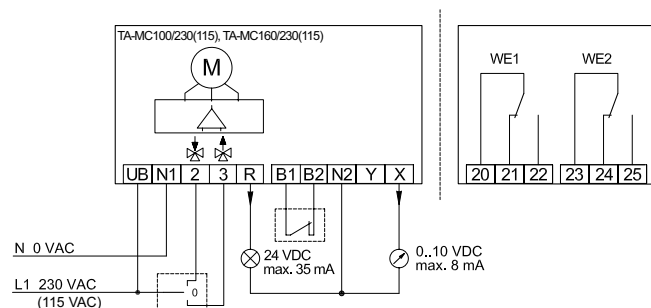 TA-MC100/230(115), TA-MC160/230(115)
M
WE1 WE2
UB N1 2 3 R B1 B2 N2 Y X
20 21 22 23 24 25
N 0 VAC
24 VDC
max. 35 mA
0..10 VDC
max. 8 mA
L1 230 VAC
(115 VAC)
0